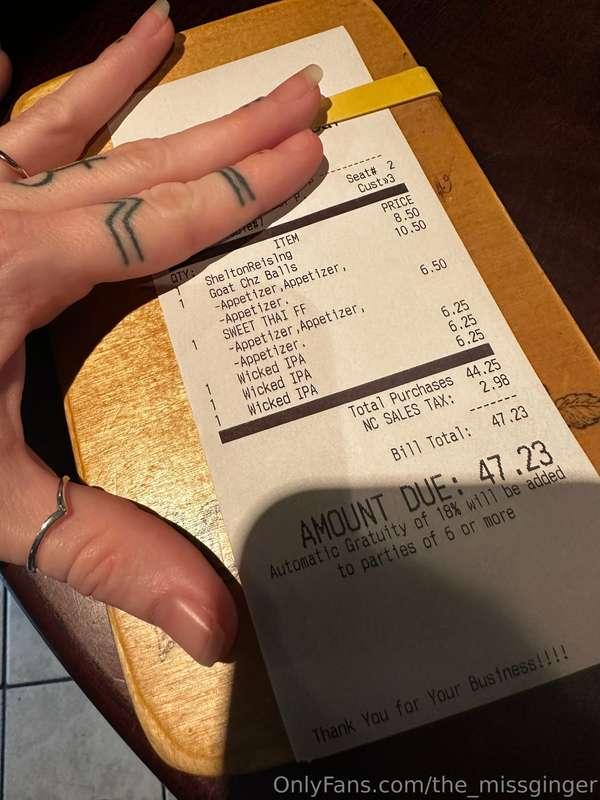 Seat# 2
Cust#3
QTY: ITEM PRICE
1 SheltonReislng 8.50
1 Goat Chz Balls 10.50
-Appetizer,Appetizer,
-Appetizer.
1 SWEET THAI FF 6.50
-Appetizer,Appetizer,
-Appetizer.
1 Wicked IPA 6.25
1 Wicked IPA 6.25
1 Wicked IPA 6.25
Total Purchases 44.25
NC SALES TAX: 2.98
Bill Total: 47.23
AMOUNT DUE: 47.23
Automatic Gratuity of 18% will be added
to parties of 6 or more
Thank You for Your Business!!!!
OnlyFans.com/the_missginger